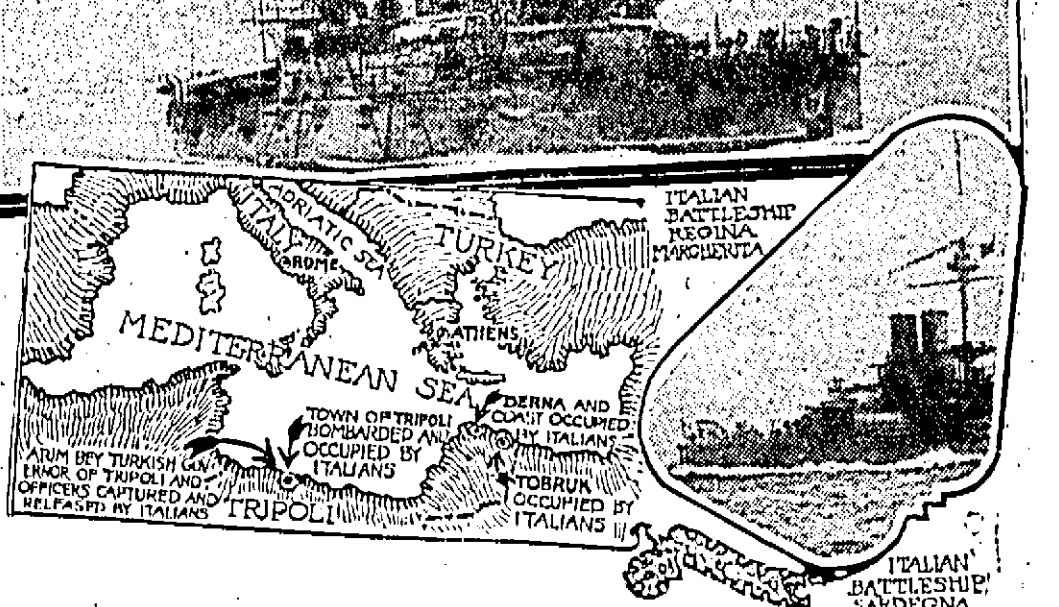 ITALIAN
BATTLESHIP
REGINA
MARGHERITA
ITALY
ADRIATIC SEA
TURKEY
ROME
ATHENS
MEDITERRANEAN SEA
TOWN OF TRIPOLI
BOMBARDED AND
OCCUPIED BY
ITALIANS
DERNA AND
COAST OCCUPIED
BY ITALIANS
ATUM BEY TURKISH GOV-
ERNOR OF TRIPOLI AND
OFFICERS CAPTURED AND
RELEASED BY ITALIANS
TRIPOLI
TOBRUK
OCCUPIED BY
ITALIANS
ITALIAN
BATTLESHIP
SARDEGNA